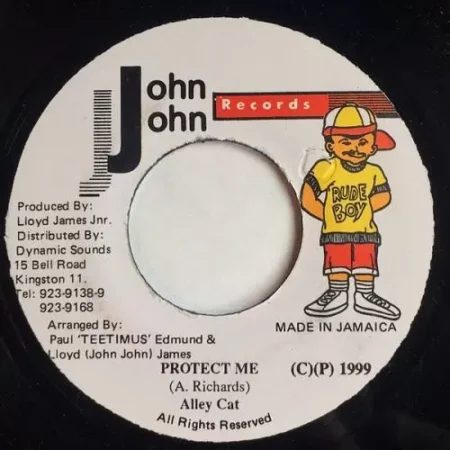 John
John
Records
RUDE
BOY
Produced By:
Lloyd James Jnr.
Distributed By:
Dynamic Sounds
15 Bell Road
Kingston 11.
Tel: 923-9138-9
923-9168
Arranged By:
Paul 'TEETIMUS' Edmund &
Lloyd (John John) James
MADE IN JAMAICA
PROTECT ME
(C)(P) 1999
(A. Richards)
Alley Cat
All Rights Reserved